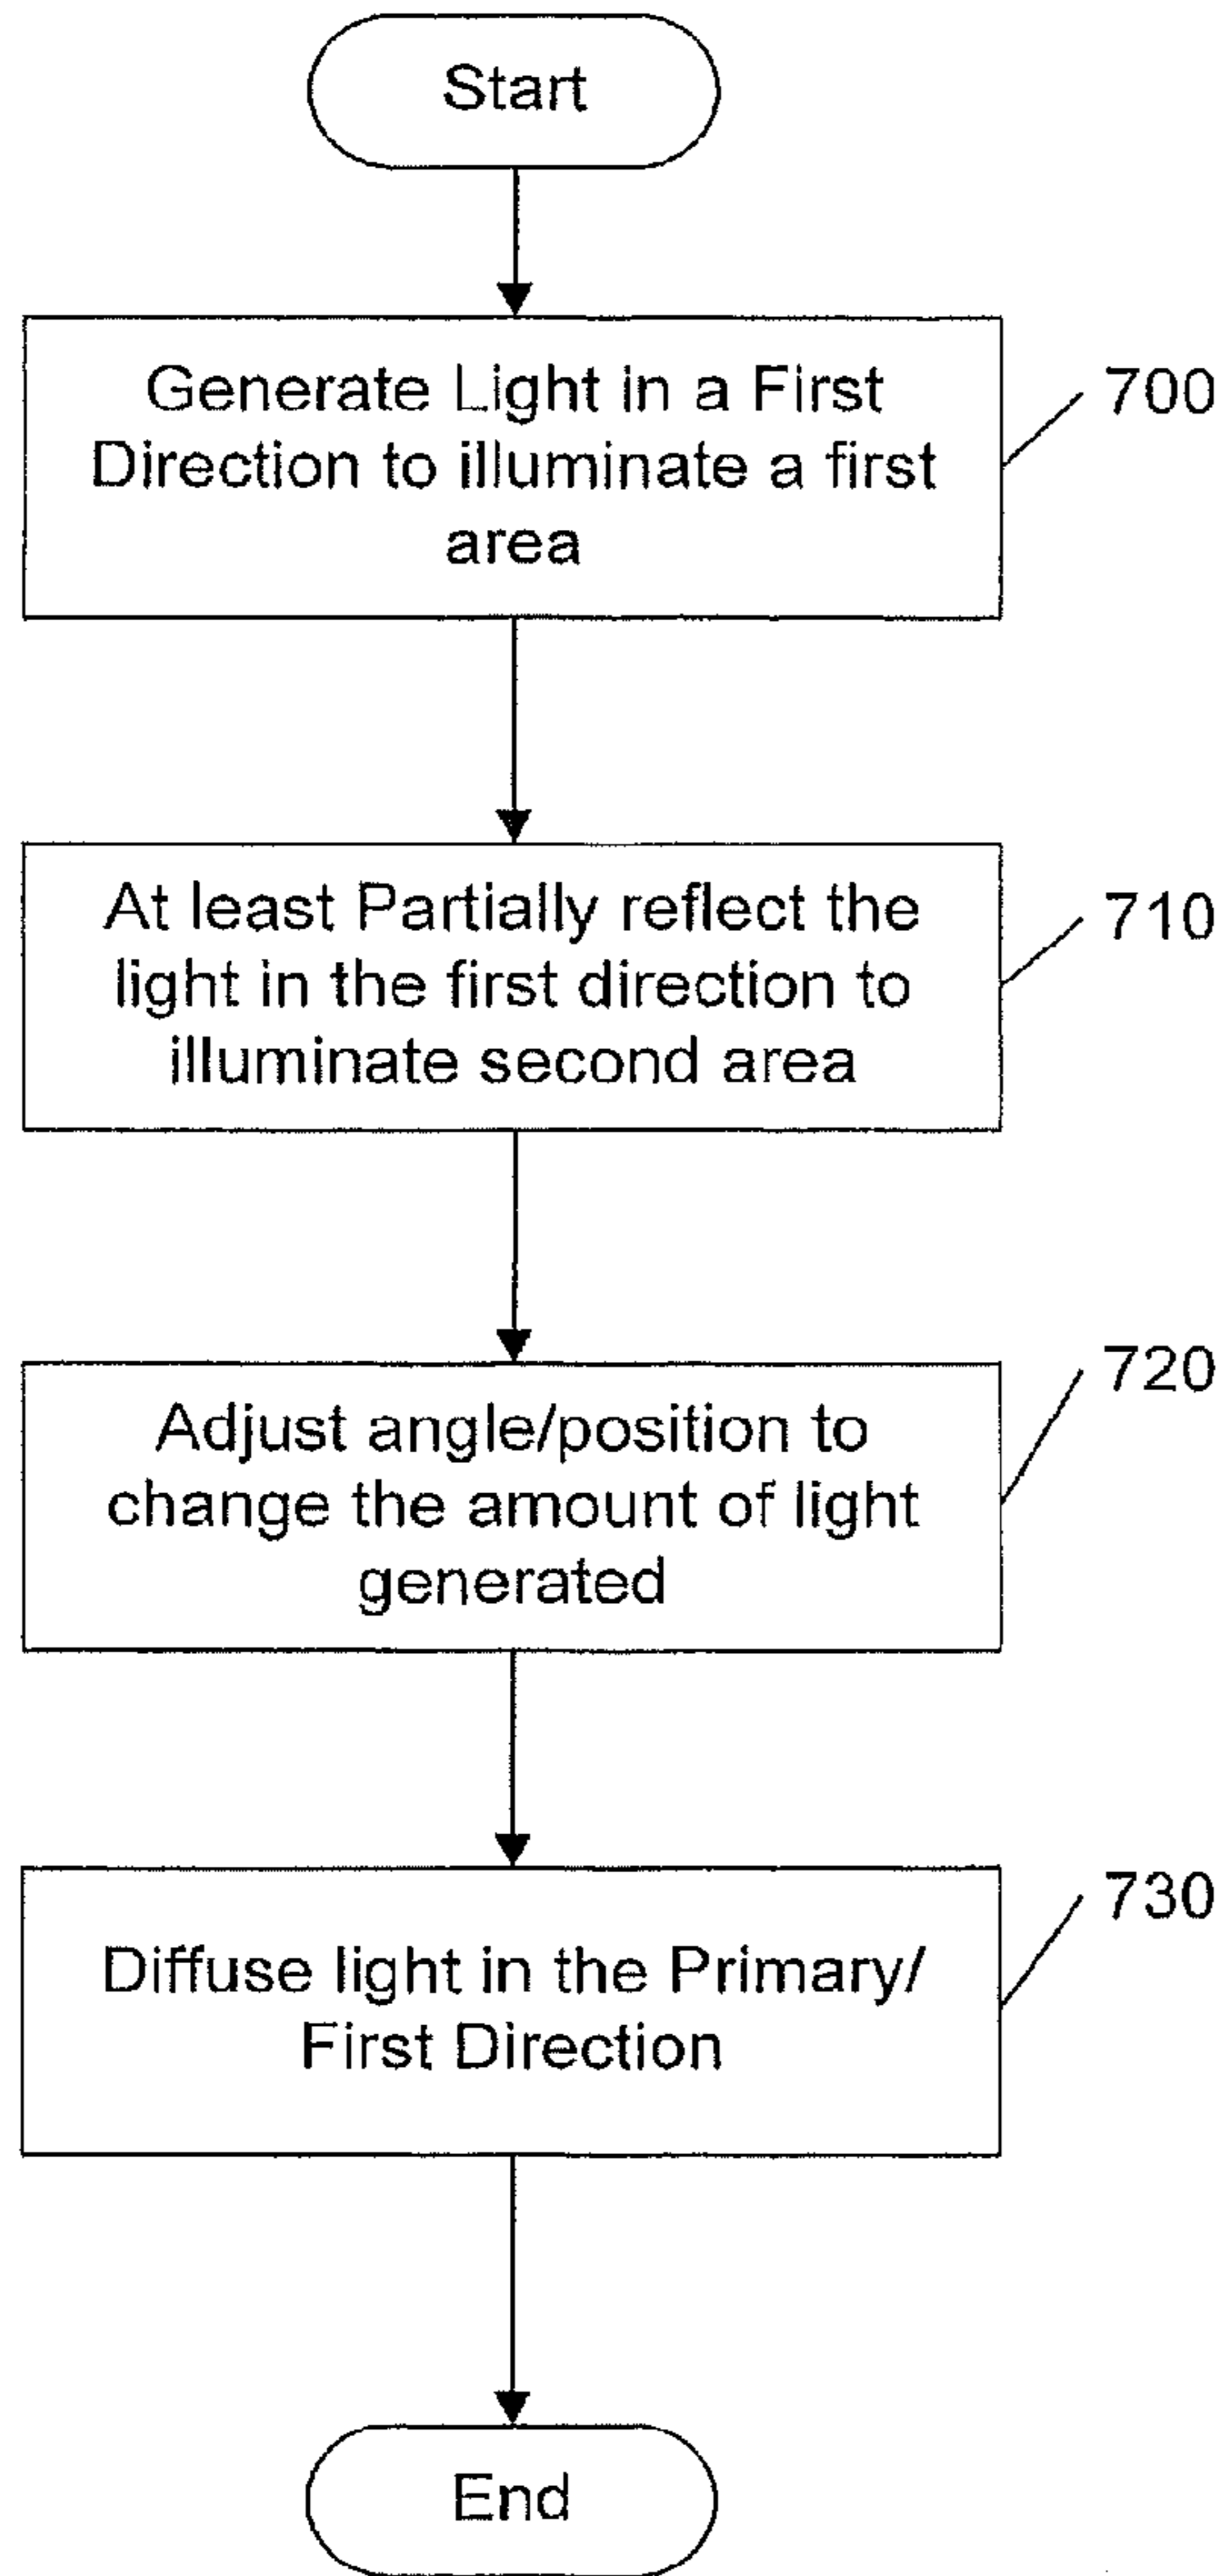 Start
Generate Light in a First
Direction to illuminate a first
area
700
At least Partially reflect the
light in the first direction to
illuminate second area
710
Adjust angle/position to
change the amount of light
generated
720
Diffuse light in the Primary/
First Direction
730
End